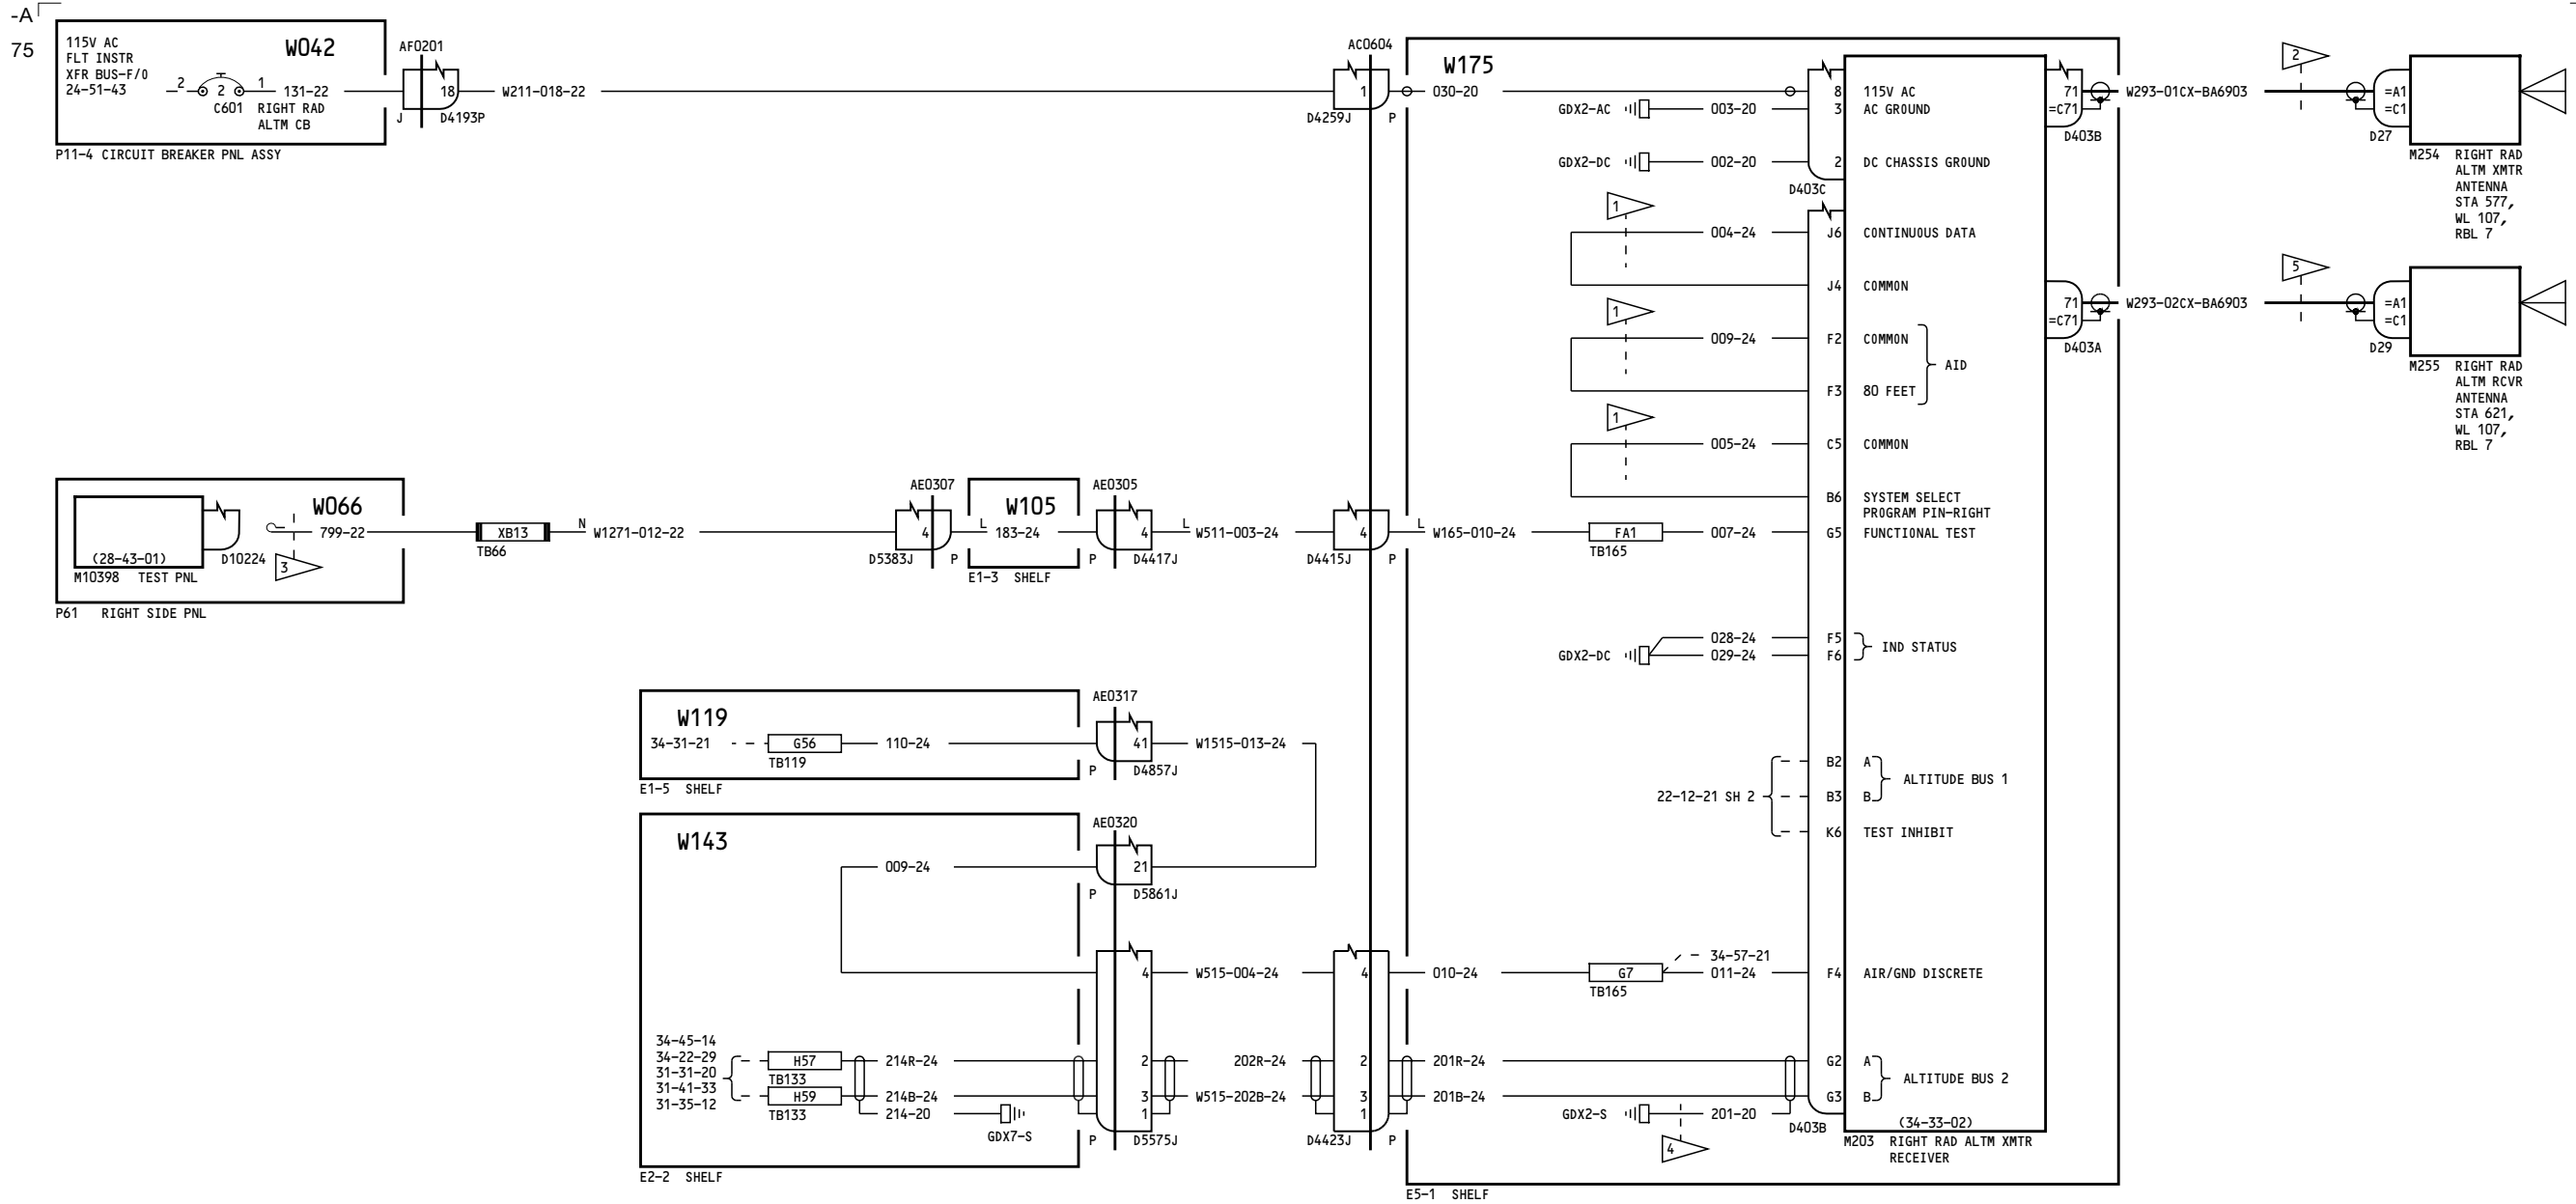 -A
75
115V AC
FLT INSTR
XFR BUS-F/O
24-51-43
W042
2
2
1
131-22
C601
RIGHT RAD
ALTM CB
P11-4 CIRCUIT BREAKER PNL ASSY
AF0201
18
J
D4193P
W211-018-22
AC0604
1
D4259J
P
W175
030-20
GDX2-AC
003-20
GDX2-DC
002-20
8
115V AC
3
AC GROUND
2
DC CHASSIS GROUND
D403C
71
=C71
D403B
W293-01CX-BA6903
2
=A1
=C1
D27
M254 RIGHT RAD
ALTM XMTR
ANTENNA
STA 577,
WL 107,
RBL 7
1
004-24
J6
CONTINUOUS DATA
J4
COMMON
71
=C71
D403A
W293-02CX-BA6903
5
=A1
=C1
D29
M255 RIGHT RAD
ALTM RCVR
ANTENNA
STA 621,
WL 107,
RBL 7
1
009-24
F2
COMMON
AID
F3
80 FEET
1
005-24
C5
COMMON
B6
SYSTEM SELECT
PROGRAM PIN-RIGHT
W066
799-22
(28-43-01)
D10224
3
M10398 TEST PNL
P61 RIGHT SIDE PNL
XB13
TB66
N
W1271-012-22
AE0307
4
D5383J
P
W105
L
183-24
E1-3 SHELF
AE0305
4
P
D4417J
L
W511-003-24
4
D4415J
P
L
W165-010-24
FA1
TB165
007-24
G5
FUNCTIONAL TEST
GDX2-DC
028-24
029-24
F5
F6
IND STATUS
W119
34-31-21
G56
TB119
110-24
E1-5 SHELF
AE0317
41
P
D4857J
W1515-013-24
22-12-21 SH 2
B2
A
B3
B
ALTITUDE BUS 1
K6
TEST INHIBIT
W143
009-24
AE0320
21
P
D5861J
4
W515-004-24
4
010-24
G7
TB165
34-57-21
011-24
F4
AIR/GND DISCRETE
34-45-14
34-22-29
31-31-20
31-41-33
31-35-12
H57
TB133
H59
TB133
214R-24
214B-24
214-20
GDX7-S
2
3
1
P
D5575J
202R-24
W515-202B-24
2
3
1
D4423J
P
201R-24
201B-24
GDX2-S
201-20
4
G2
A
G3
B
ALTITUDE BUS 2
D403B
(34-33-02)
M203 RIGHT RAD ALTM XMTR
RECEIVER
E2-2 SHELF
E5-1 SHELF